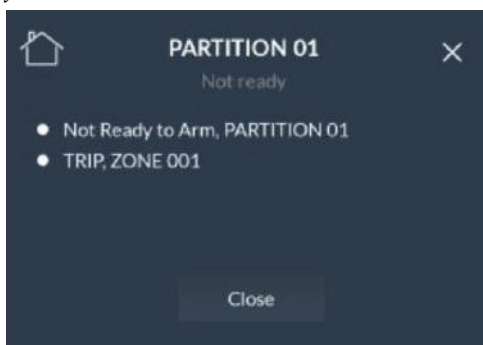 PARTITION 01
Not ready
Not Ready to Arm, PARTITION 01
TRIP, ZONE 001
Close